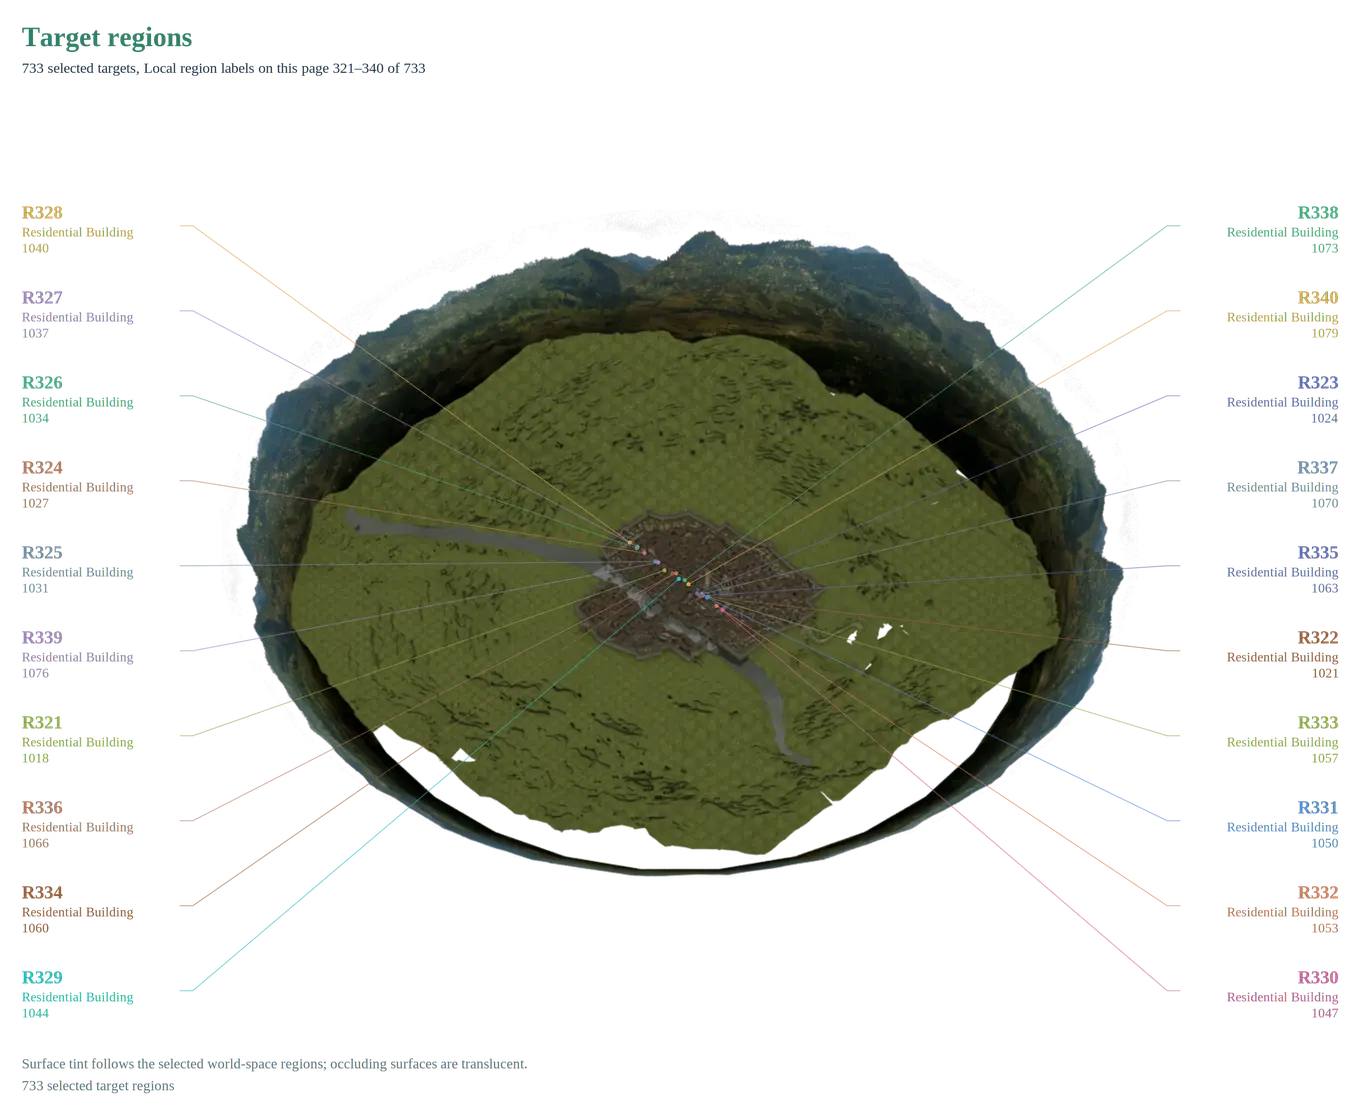 Target regions
733 selected targets, Local region labels on this page 321–340 of 733
R328
Residential Building
1040
R327
Residential Building
1037
R326
Residential Building
1034
R324
Residential Building
1027
R325
Residential Building
1031
R339
Residential Building
1076
R321
Residential Building
1018
R336
Residential Building
1066
R334
Residential Building
1060
R329
Residential Building
1044
R338
Residential Building
1073
R340
Residential Building
1079
R323
Residential Building
1024
R337
Residential Building
1070
R335
Residential Building
1063
R322
Residential Building
1021
R333
Residential Building
1057
R331
Residential Building
1050
R332
Residential Building
1053
R330
Residential Building
1047
Surface tint follows the selected world-space regions; occluding surfaces are translucent.
733 selected target regions